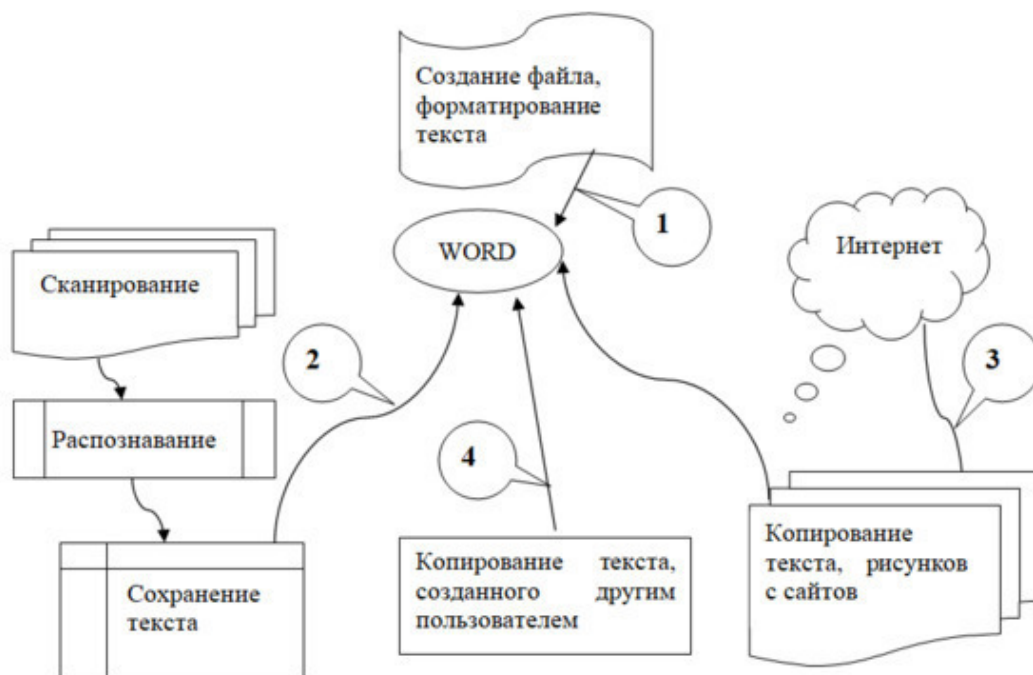 Создание файла,
форматирование
текста
1
WORD
Интернет
Сканирование
2
3
Распознавание
4
Копирование текста,
созданного другим
пользователем
Копирование
текста, рисунков
с сайтов
Сохранение
текста